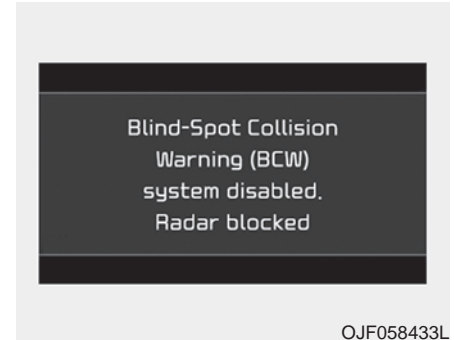 Blind-Spot Collision
Warning (BCW)
system disabled.
Radar blocked
OJF058433L